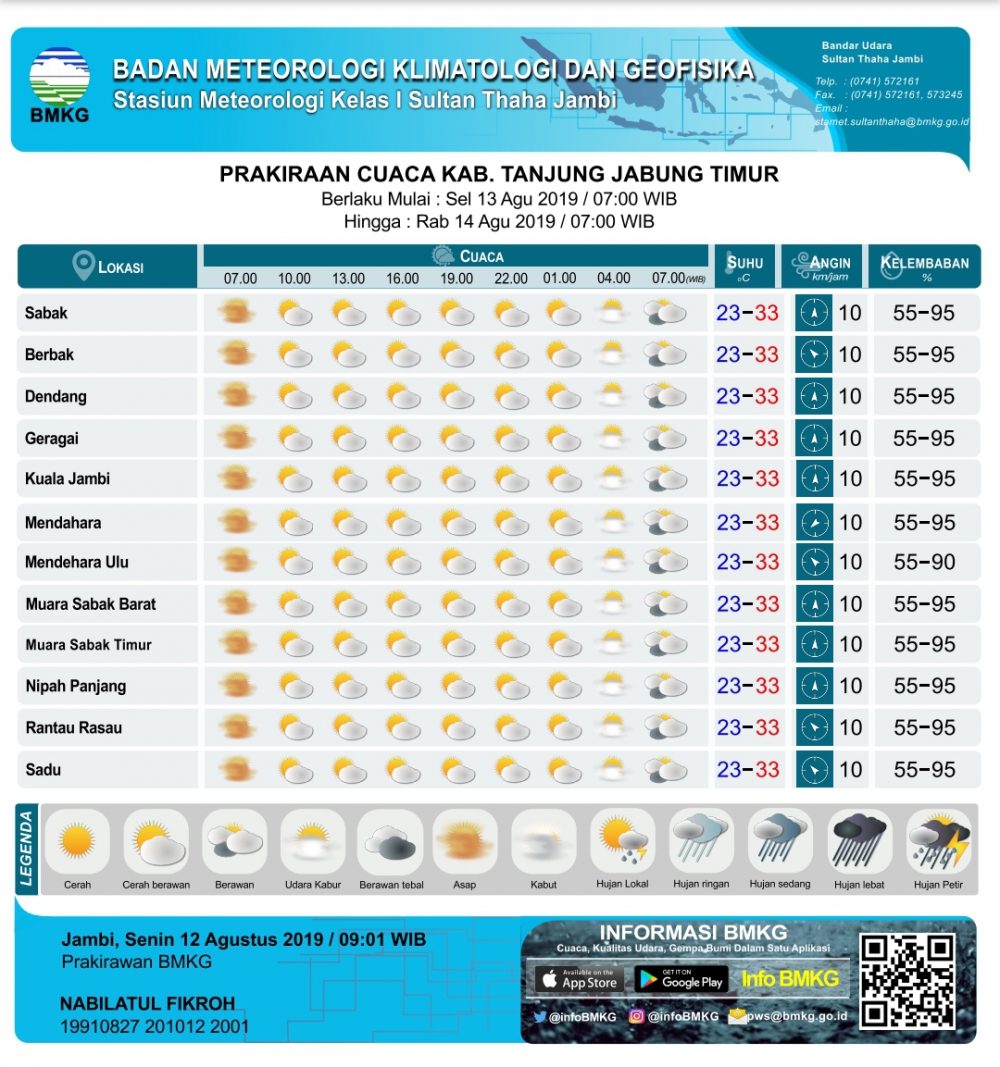 BMKG
BADAN METEOROLOGI KLIMATOLOGI DAN GEOFISIKA
Stasiun Meteorologi Kelas I Sultan Thaha Jambi
Bandar Udara
Sultan Thaha Jambi
Telp. : (0741) 572161
Fax. : (0741) 572161, 573245
Email :
stamet.sultanthaha@bmkg.go.id
PRAKIRAAN CUACA KAB. TANJUNG JABUNG TIMUR
Berlaku Mulai : Sel 13 Agu 2019 / 07:00 WIB
Hingga : Rab 14 Agu 2019 / 07:00 WIB
LOKASI CUACA SUHU °C ANGIN km/jam KELEMBABAN %
07.00 10.00 13.00 16.00 19.00 22.00 01.00 04.00 07.00 (WIB)
Sabak 23-33 10 55-95
Berbak 23-33 10 55-95
Dendang 23-33 10 55-95
Geragai 23-33 10 55-95
Kuala Jambi 23-33 10 55-95
Mendahara 23-33 10 55-95
Mendehara Ulu 23-33 10 55-90
Muara Sabak Barat 23-33 10 55-95
Muara Sabak Timur 23-33 10 55-95
Nipah Panjang 23-33 10 55-95
Rantau Rasau 23-33 10 55-95
Sadu 23-33 10 55-95
LEGENDA
Cerah Cerah berawan Berawan Udara Kabur Berawan tebal Asap Kabut Hujan Lokal Hujan ringan Hujan sedang Hujan lebat Hujan Petir
Jambi, Senin 12 Agustus 2019 / 09:01 WIB
Prakirawan BMKG
NABILATUL FIKROH
19910827 201012 2001
INFORMASI BMKG
Cuaca, Kualitas Udara, Gempa Bumi Dalam Satu Aplikasi
Available on the App Store
GET IT ON Google Play
Info BMKG
@infoBMKG @infoBMKG pws@bmkg.go.id